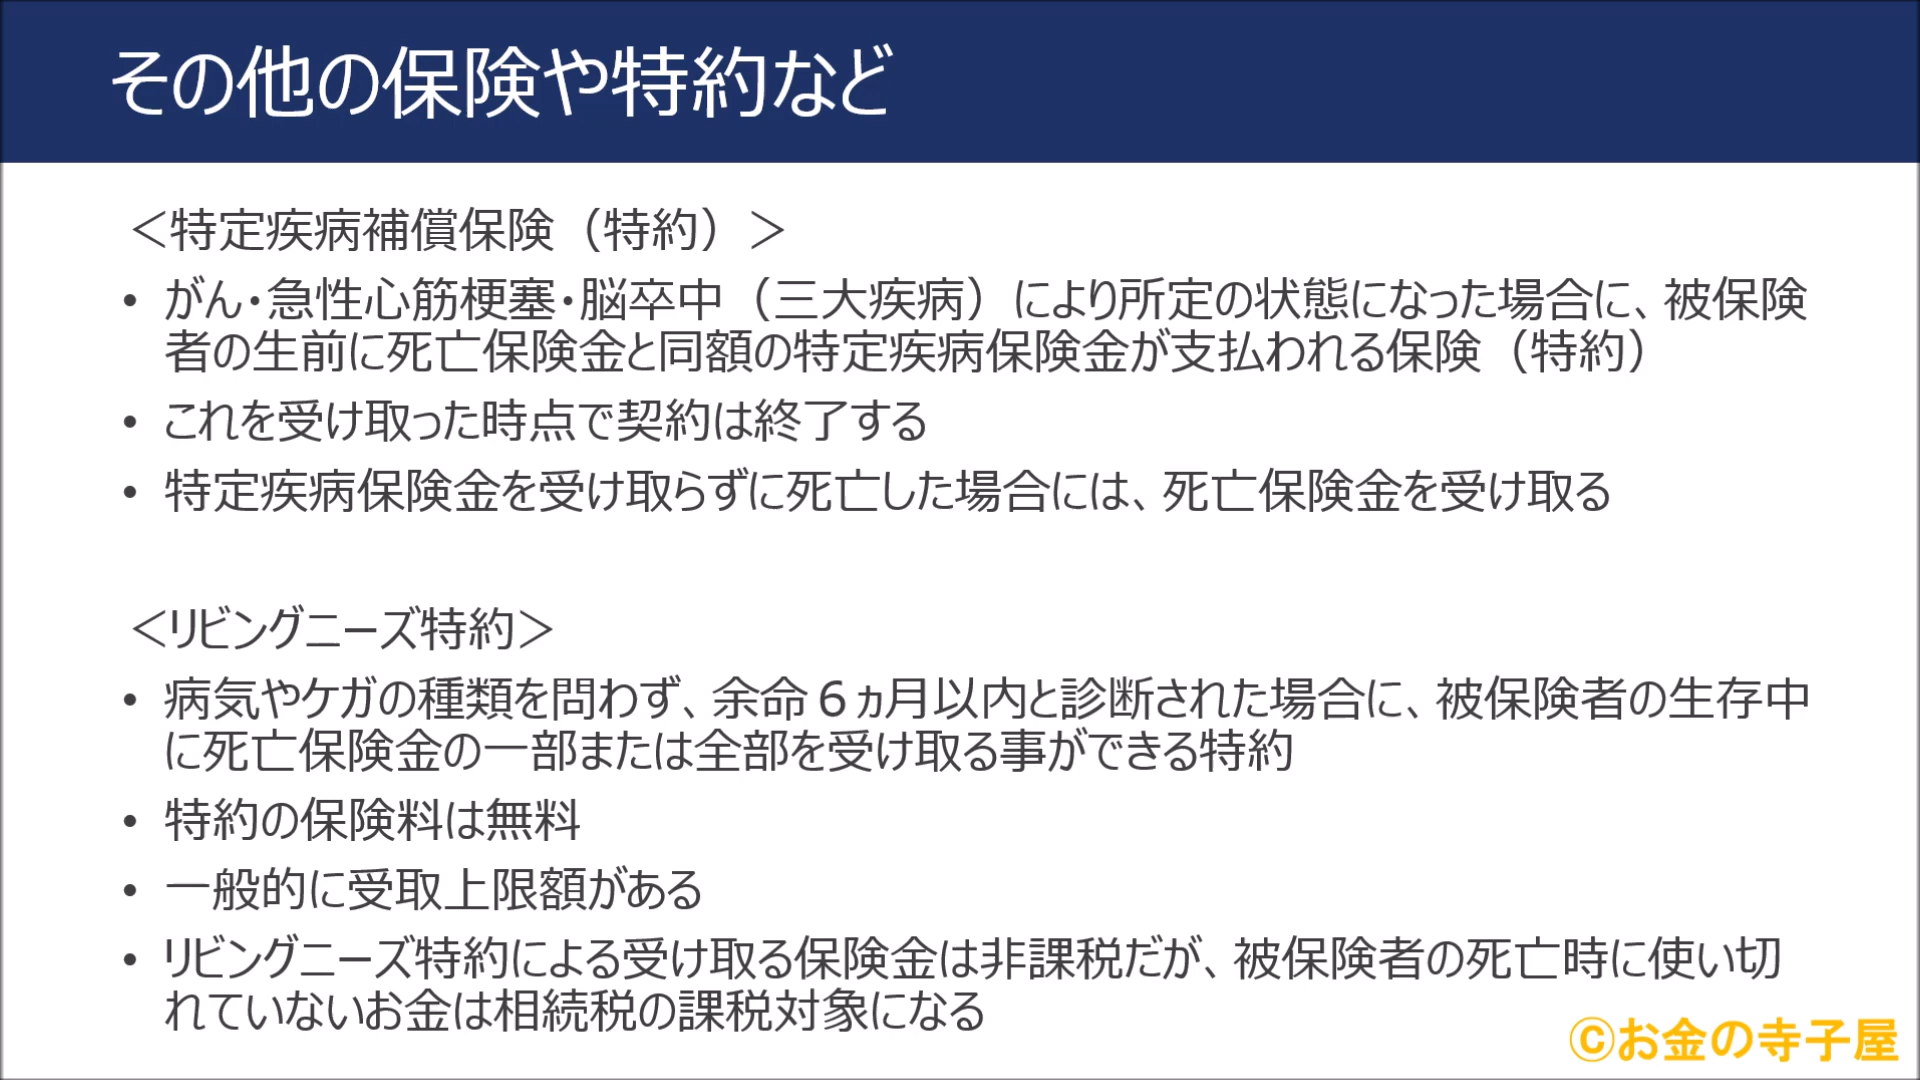 その他の保険や特約など
＜特定疾病補償保険（特約）＞
• がん・急性心筋梗塞・脳卒中（三大疾病）により所定の状態になった場合に、被保険
者の生前に死亡保険金と同額の特定疾病保険金が支払われる保険（特約）
• これを受け取った時点で契約は終了する
• 特定疾病保険金を受け取らずに死亡した場合には、死亡保険金を受け取る
＜リビングニーズ特約＞
• 病気やケガの種類を問わず、余命６ヵ月以内と診断された場合に、被保険者の生存中
に死亡保険金の一部または全部を受け取る事ができる特約
• 特約の保険料は無料
• 一般的に受取上限額がある
• リビングニーズ特約による受け取る保険金は非課税だが、被保険者の死亡時に使い切
れていないお金は相続税の課税対象になる
©お金の寺子屋